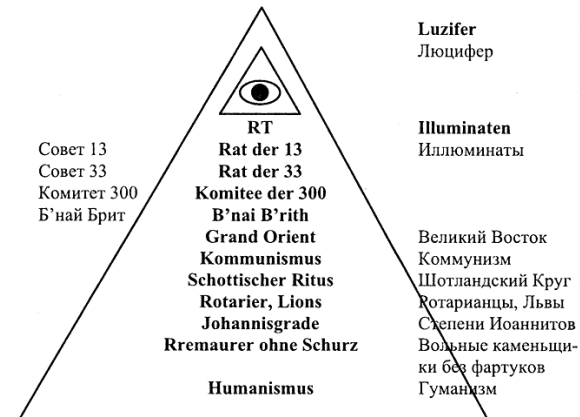 Luzifer
Люцифер
RT
Illuminaten
Совет 13
Rat der 13
Иллюминаты
Совет 33
Rat der 33
Комитет 300
Komitee der 300
Б’най Брит
B’nai B’rith
Grand Orient
Великий Восток
Kommunismus
Коммунизм
Schottischer Ritus
Шотландский Круг
Rotarier, Lions
Ротарианцы, Львы
Johannisgrade
Степени Иоаннитов
Rremaurer ohne Schurz
Вольные каменьщи-
ки без фартуков
Humanismus
Гуманизм